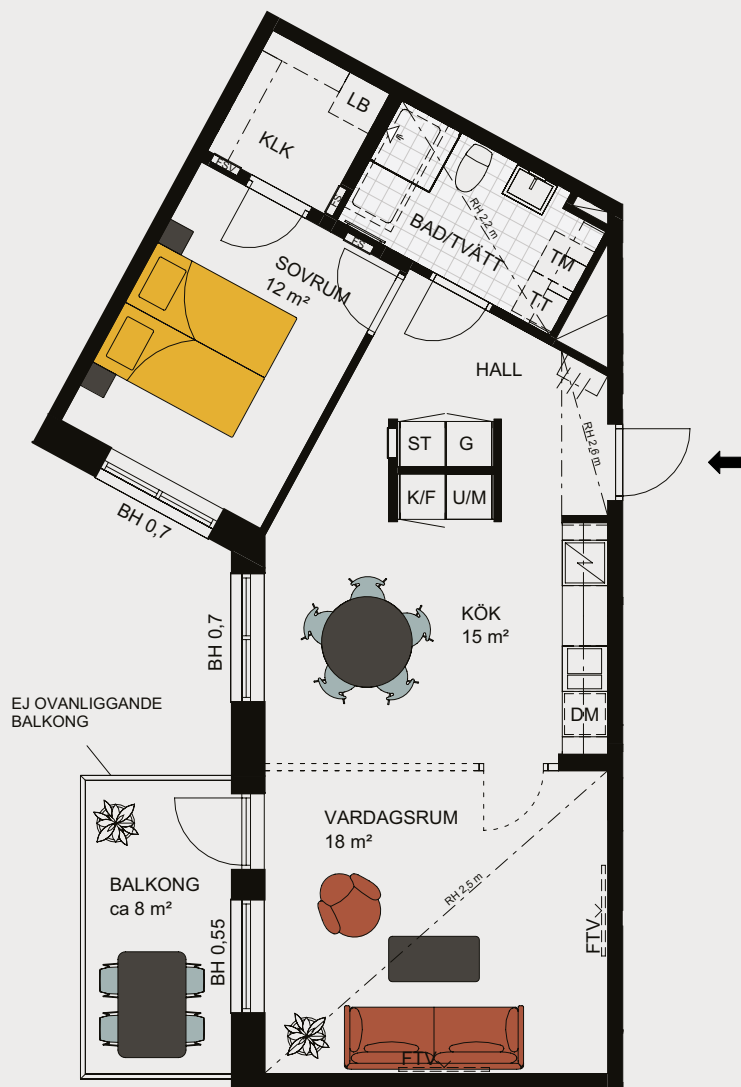 LB
KLK
FSV
FS
FS
RH 2,2 m
BAD/TVÄTT
TM
TT
SOVRUM
12 m²
HALL
RH 2,6 m
ST G
K/F U/M
BH 0,7
BH 0,7
KÖK
15 m²
DM
EJ OVANLIGGANDE
BALKONG
VARDAGSRUM
18 m²
RH 2,5 m
BALKONG
ca 8 m²
BH 0,55
FTV
FTV